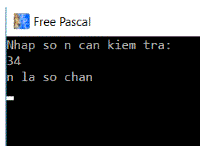 Free Pascal
Nhap so n can kiem tra:
34
n la so chan